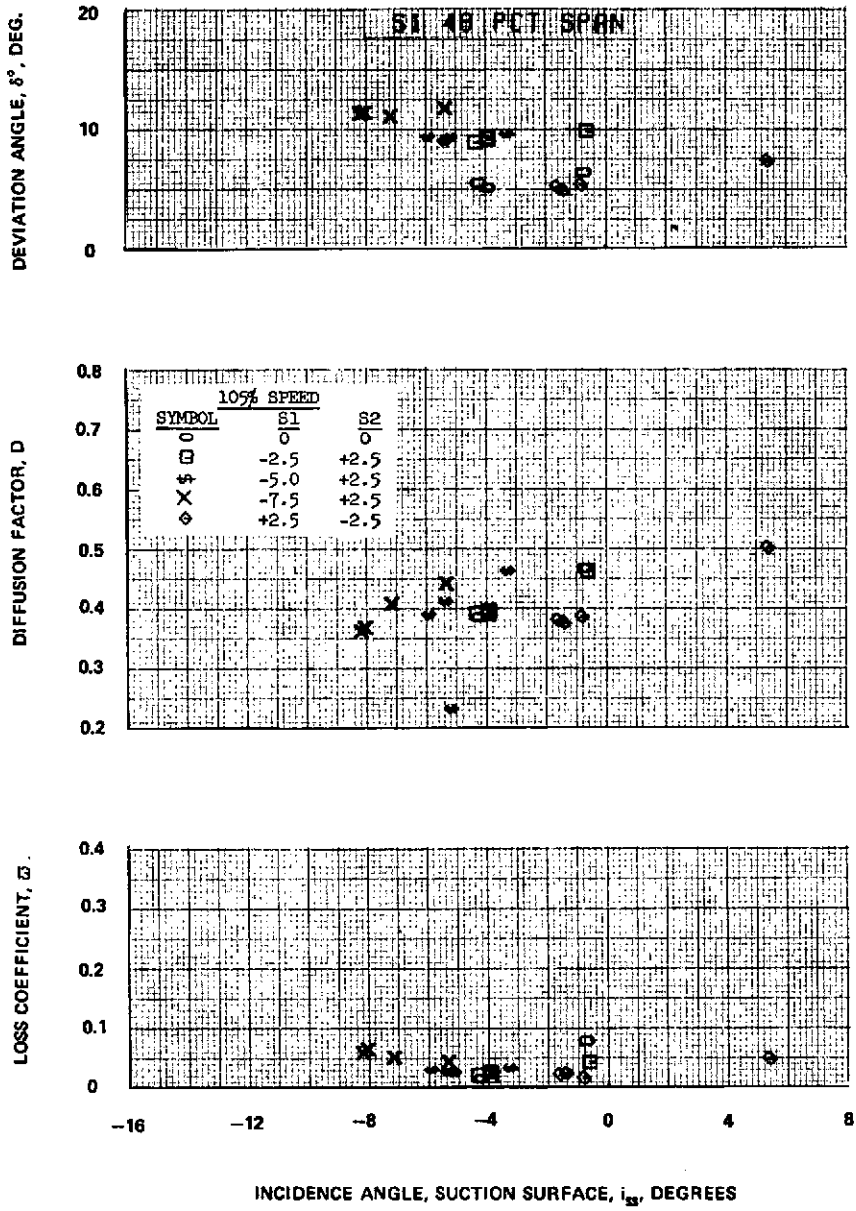 S1 48 PCT SPAN
DEVIATION ANGLE, δ°, DEG.
20
10
0
DIFFUSION FACTOR, D
0.8
0.7
0.6
0.5
0.4
0.3
0.2
105% SPEED
SYMBOL S1 S2
0 0
-2.5 +2.5
-5.0 +2.5
-7.5 +2.5
+2.5 -2.5
LOSS COEFFICIENT, ϖ.
0.4
0.3
0.2
0.1
0
−16 −12 −8 −4 0 4 8
INCIDENCE ANGLE, SUCTION SURFACE, iss, DEGREES